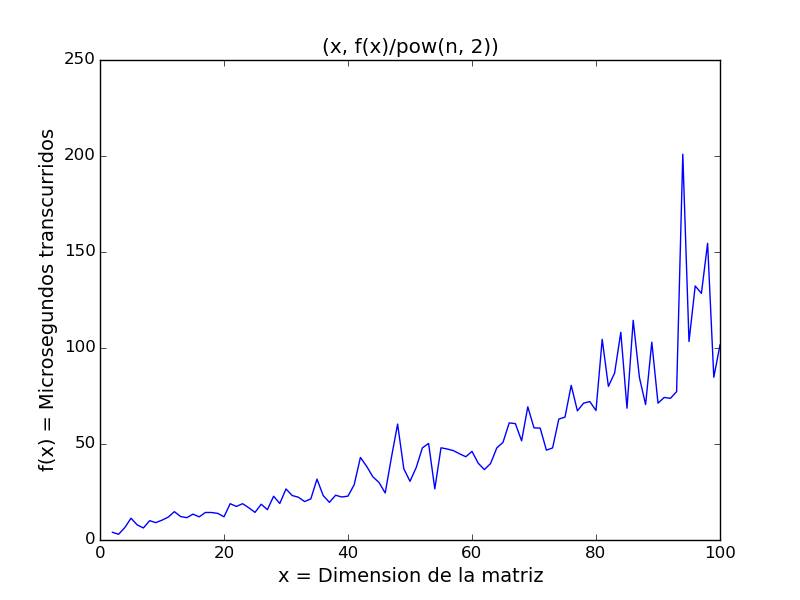 (x, f(x)/pow(n, 2))
f(x) = Microsegundos transcurridos
250
200
150
100
50
0
0 20 40 60 80 100
x = Dimension de la matriz